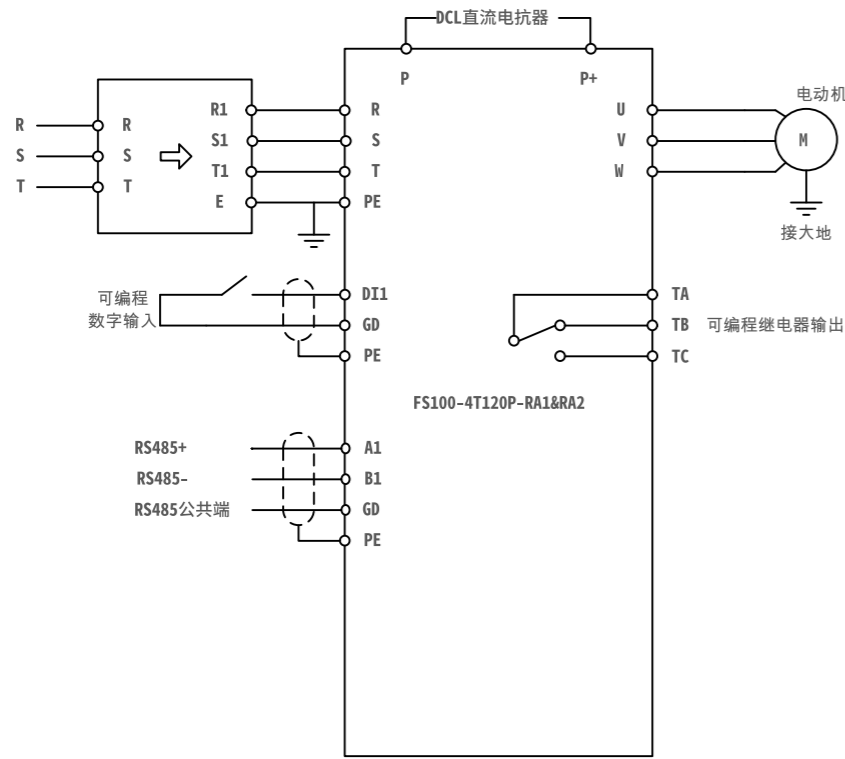 DCL直流电抗器
P
P+
电动机
R1
R
U
R
R
S1
S
V
M
S
S
T1
T
W
T
T
E
PE
接大地
可编程
数字输入
DI1
TA
GD
TB
可编程继电器输出
PE
TC
FS100-4T120P-RA1&RA2
RS485+
A1
RS485-
B1
RS485公共端
GD
PE